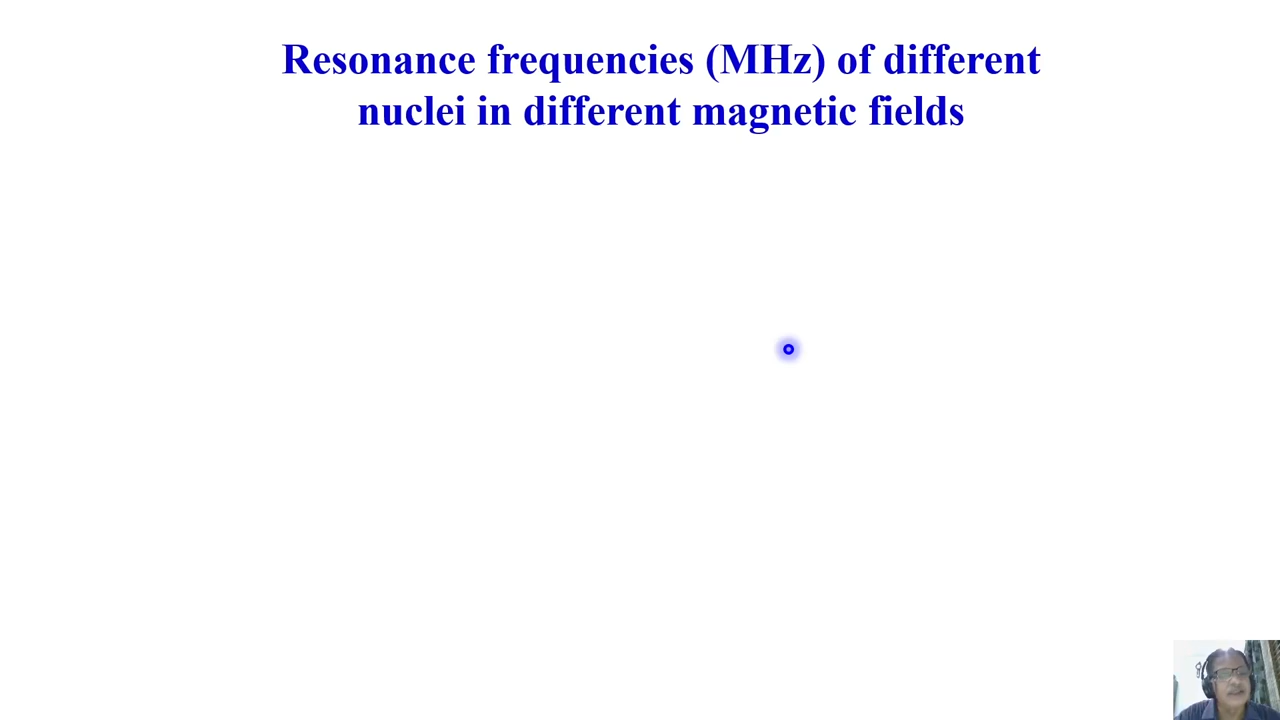 Resonance frequencies (MHz) of different
nuclei in different magnetic fields